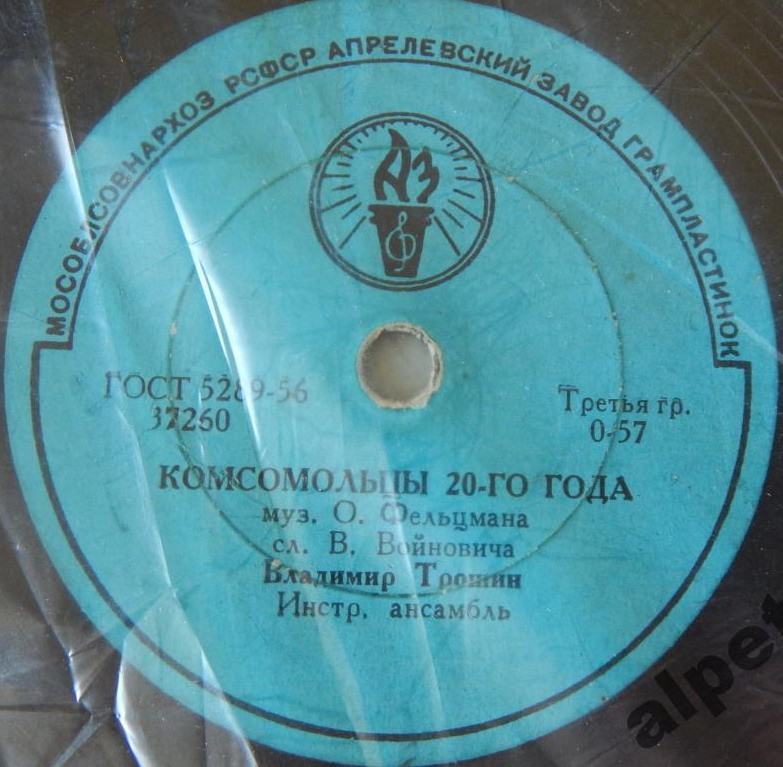 МОСОБЛСОВНАРХОЗ РСФСР АПРЕЛЕВСКИЙ ЗАВОД ГРАМПЛАСТИНОК
АЗ
ГОСТ 5289-56
37260
Третья гр.
0-57
КОМСОМОЛЬЦЫ 20-ГО ГОДА
муз. О. Фельцмана
сл. В. Войновича
Владимир Трошин
Инстр. ансамбль
alpet